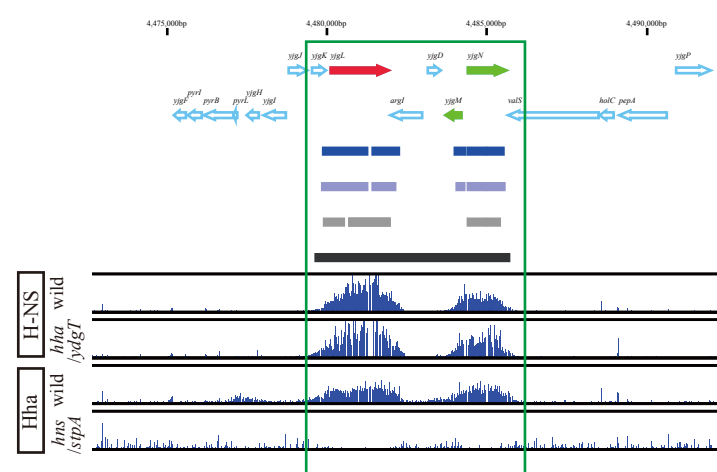 4,475,000bp 4,480,000bp 4,485,000bp 4,490,000bp
yjgJ yjgK yjgL yjgD yjgN yjgP
yjgF pyrI pyrB pyrL yjgH yjgI argI yjgM valS holC pepA
H-NS
wild
hha
/ydgT
Hha
wild
hns
/stpA